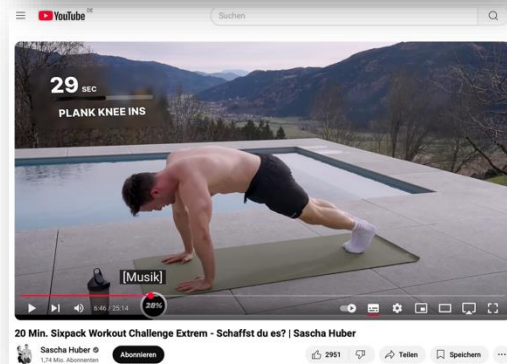 YouTube DE
Suchen
29 SEC
PLANK KNEE INS
[Musik]
6:46 / 25:14
28%
20 Min. Sixpack Workout Challenge Extrem - Schaffst du es? | Sascha Huber
Sascha Huber
1,74 Mio. Abonnenten
Abonnieren
2951
Teilen
Speichern